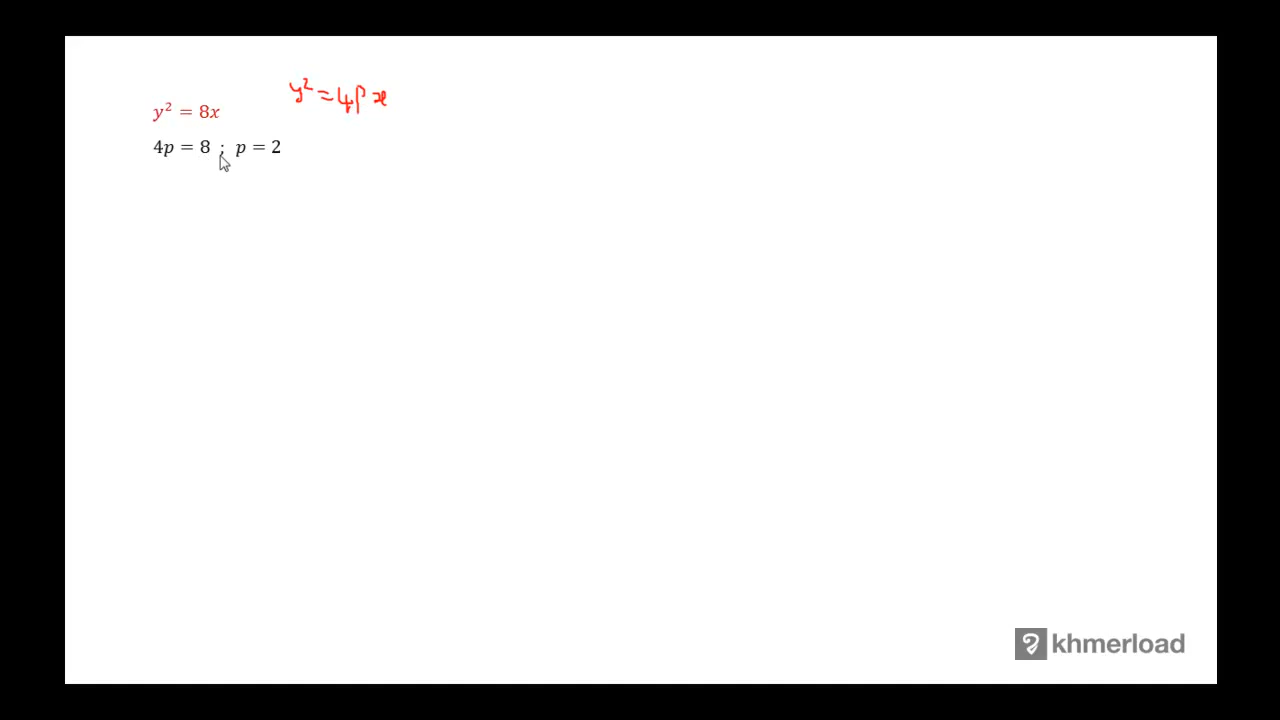 y² = 8x
y² = 4px
4p = 8 ; p = 2
khmerload